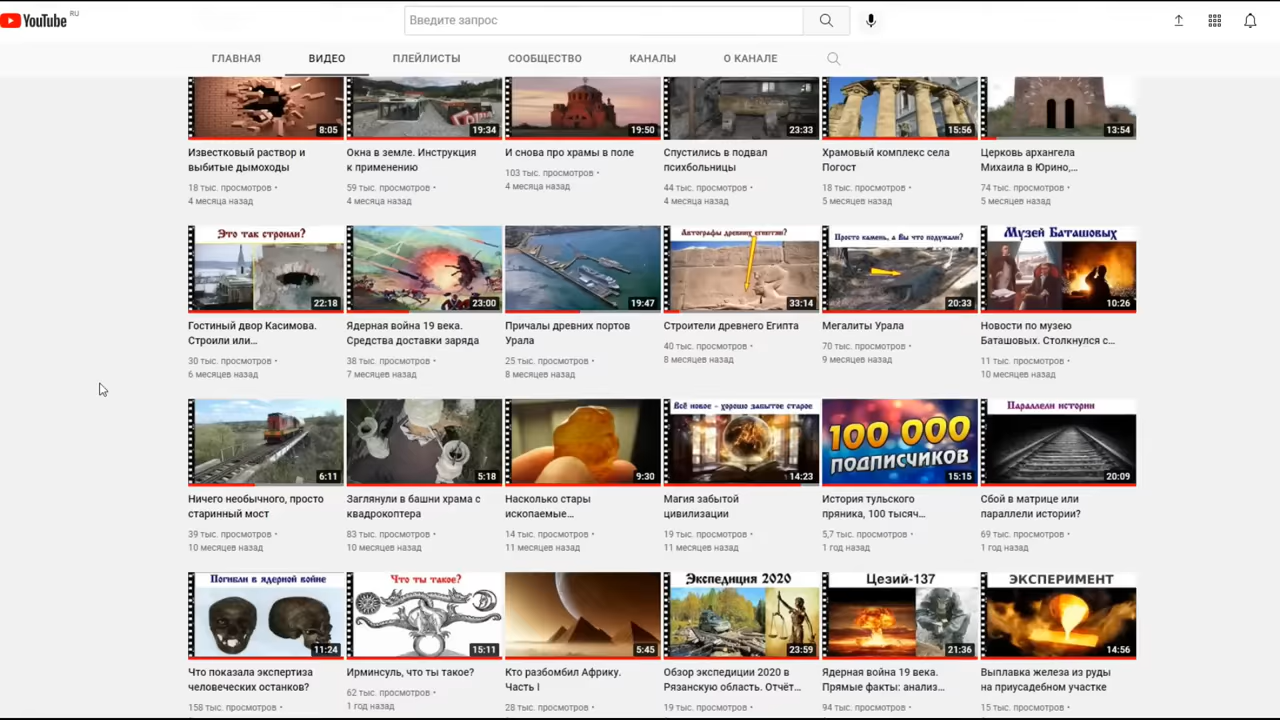 YouTube RU
Введите запрос
ГЛАВНАЯ ВИДЕО ПЛЕЙЛИСТЫ СООБЩЕСТВО КАНАЛЫ О КАНАЛЕ
8:05 19:34 19:50 23:33 15:56 13:54
Известковый раствор и Окна в земле. Инструкция И снова про храмы в поле Спустились в подвал Храмовый комплекс села Церковь архангела
выбитые дымоходы к применению психбольницы Погост Михаила в Юрино,...
18 тыс. просмотров • 59 тыс. просмотров • 103 тыс. просмотров • 44 тыс. просмотров • 18 тыс. просмотров • 74 тыс. просмотров •
4 месяца назад 4 месяца назад 4 месяца назад 4 месяца назад 5 месяцев назад 5 месяцев назад
Это так строили? Автографы древних египтян? Просто камень, а Вы что подумали? Музей Баташовых
22:18 23:00 19:47 33:14 20:33 10:26
Гостиный двор Касимова. Ядерная война 19 века. Причалы древних портов Строители древнего Египта Мегалиты Урала Новости по музею
Строили или... Средства доставки заряда Урала Баташовых. Столкнулся с...
30 тыс. просмотров • 38 тыс. просмотров • 25 тыс. просмотров • 40 тыс. просмотров • 70 тыс. просмотров • 11 тыс. просмотров •
6 месяцев назад 7 месяцев назад 8 месяцев назад 8 месяцев назад 9 месяцев назад 10 месяцев назад
Всё новое - хорошо забытое старое 100 000 ПОДПИСЧИКОВ Параллели истории
6:11 5:18 9:30 14:23 15:15 20:09
Ничего необычного, просто Заглянули в башни храма с Насколько стары Магия забытой История тульского Сбой в матрице или
старинный мост квадрокоптера ископаемые... цивилизации пряника, 100 тысяч... параллели истории?
39 тыс. просмотров • 83 тыс. просмотров • 14 тыс. просмотров • 19 тыс. просмотров • 5,7 тыс. просмотров • 69 тыс. просмотров •
10 месяцев назад 10 месяцев назад 11 месяцев назад 11 месяцев назад 1 год назад 1 год назад
Погибли в ядерной войне Что ты такое? Экспедиция 2020 Цезий-137 ЭКСПЕРИМЕНТ
11:24 15:11 5:45 23:59 21:36 14:56
Что показала экспертиза Ирминсуль, что ты такое? Кто разбомбил Африку. Обзор экспедиции 2020 в Ядерная война 19 века. Выплавка железа из руды
человеческих останков? Часть I Рязанскую область. Отчёт... Прямые факты: анализ... на приусадебном участке
158 тыс. просмотров • 62 тыс. просмотров • 28 тыс. просмотров • 19 тыс. просмотров • 94 тыс. просмотров • 15 тыс. просмотров •
1 год назад